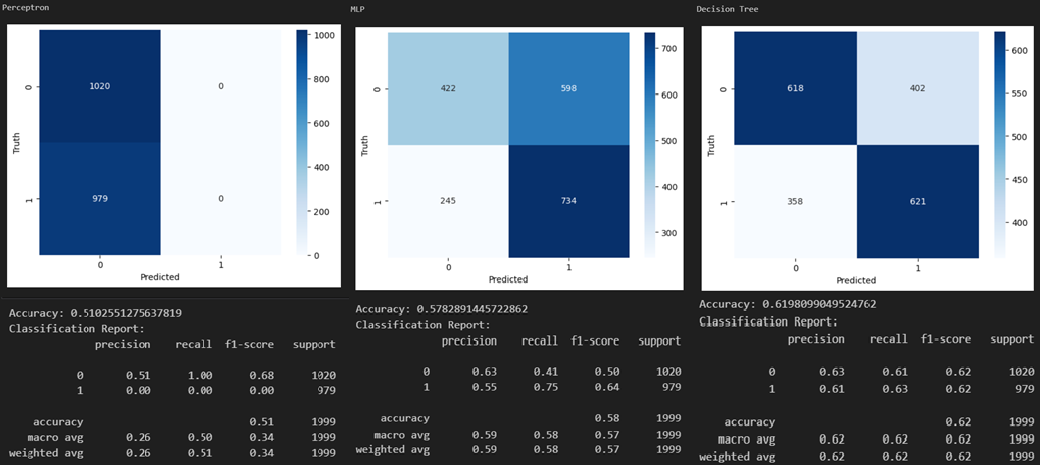 Perceptron
1020 0
979 0
0
1
Truth
0 1
Predicted
1000
800
600
400
200
0
Accuracy: 0.5102551275637819
Classification Report:
precision recall f1-score support
0 0.51 1.00 0.68 1020
1 0.00 0.00 0.00 979
accuracy 0.51 1999
macro avg 0.26 0.50 0.34 1999
weighted avg 0.26 0.51 0.34 1999
MLP
422 598
245 734
0
1
Truth
0 1
Predicted
700
600
500
400
300
Accuracy: 0.5782891445722862
Classification Report:
precision recall f1-score support
0 0.63 0.41 0.50 1020
1 0.55 0.75 0.64 979
accuracy 0.58 1999
macro avg 0.59 0.58 0.57 1999
weighted avg 0.59 0.58 0.57 1999
Decision Tree
618 402
358 621
0
1
Truth
0 1
Predicted
600
550
500
450
400
Accuracy: 0.6198099049524762
Classification Report:
precision recall f1-score support
0 0.63 0.61 0.62 1020
1 0.61 0.63 0.62 979
accuracy 0.62 1999
macro avg 0.62 0.62 0.62 1999
weighted avg 0.62 0.62 0.62 1999